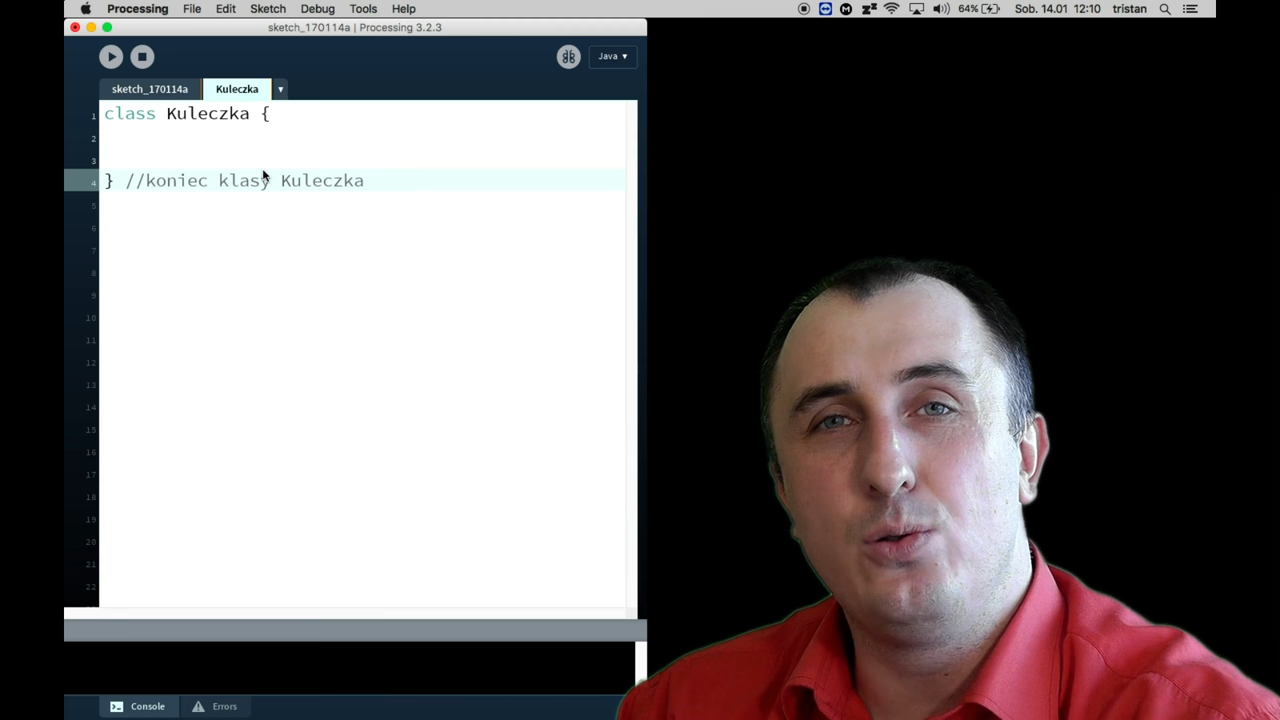 Processing File Edit Sketch Debug Tools Help 64% Sob. 14.01 12:10 tristan
sketch_170114a | Processing 3.2.3
Java ▾
sketch_170114a Kuleczka ▾
1 class Kuleczka {
2
3
4 } //koniec klasy Kuleczka
5
6
7
8
9
10
11
12
13
14
15
16
17
18
19
20
21
22
Console Errors